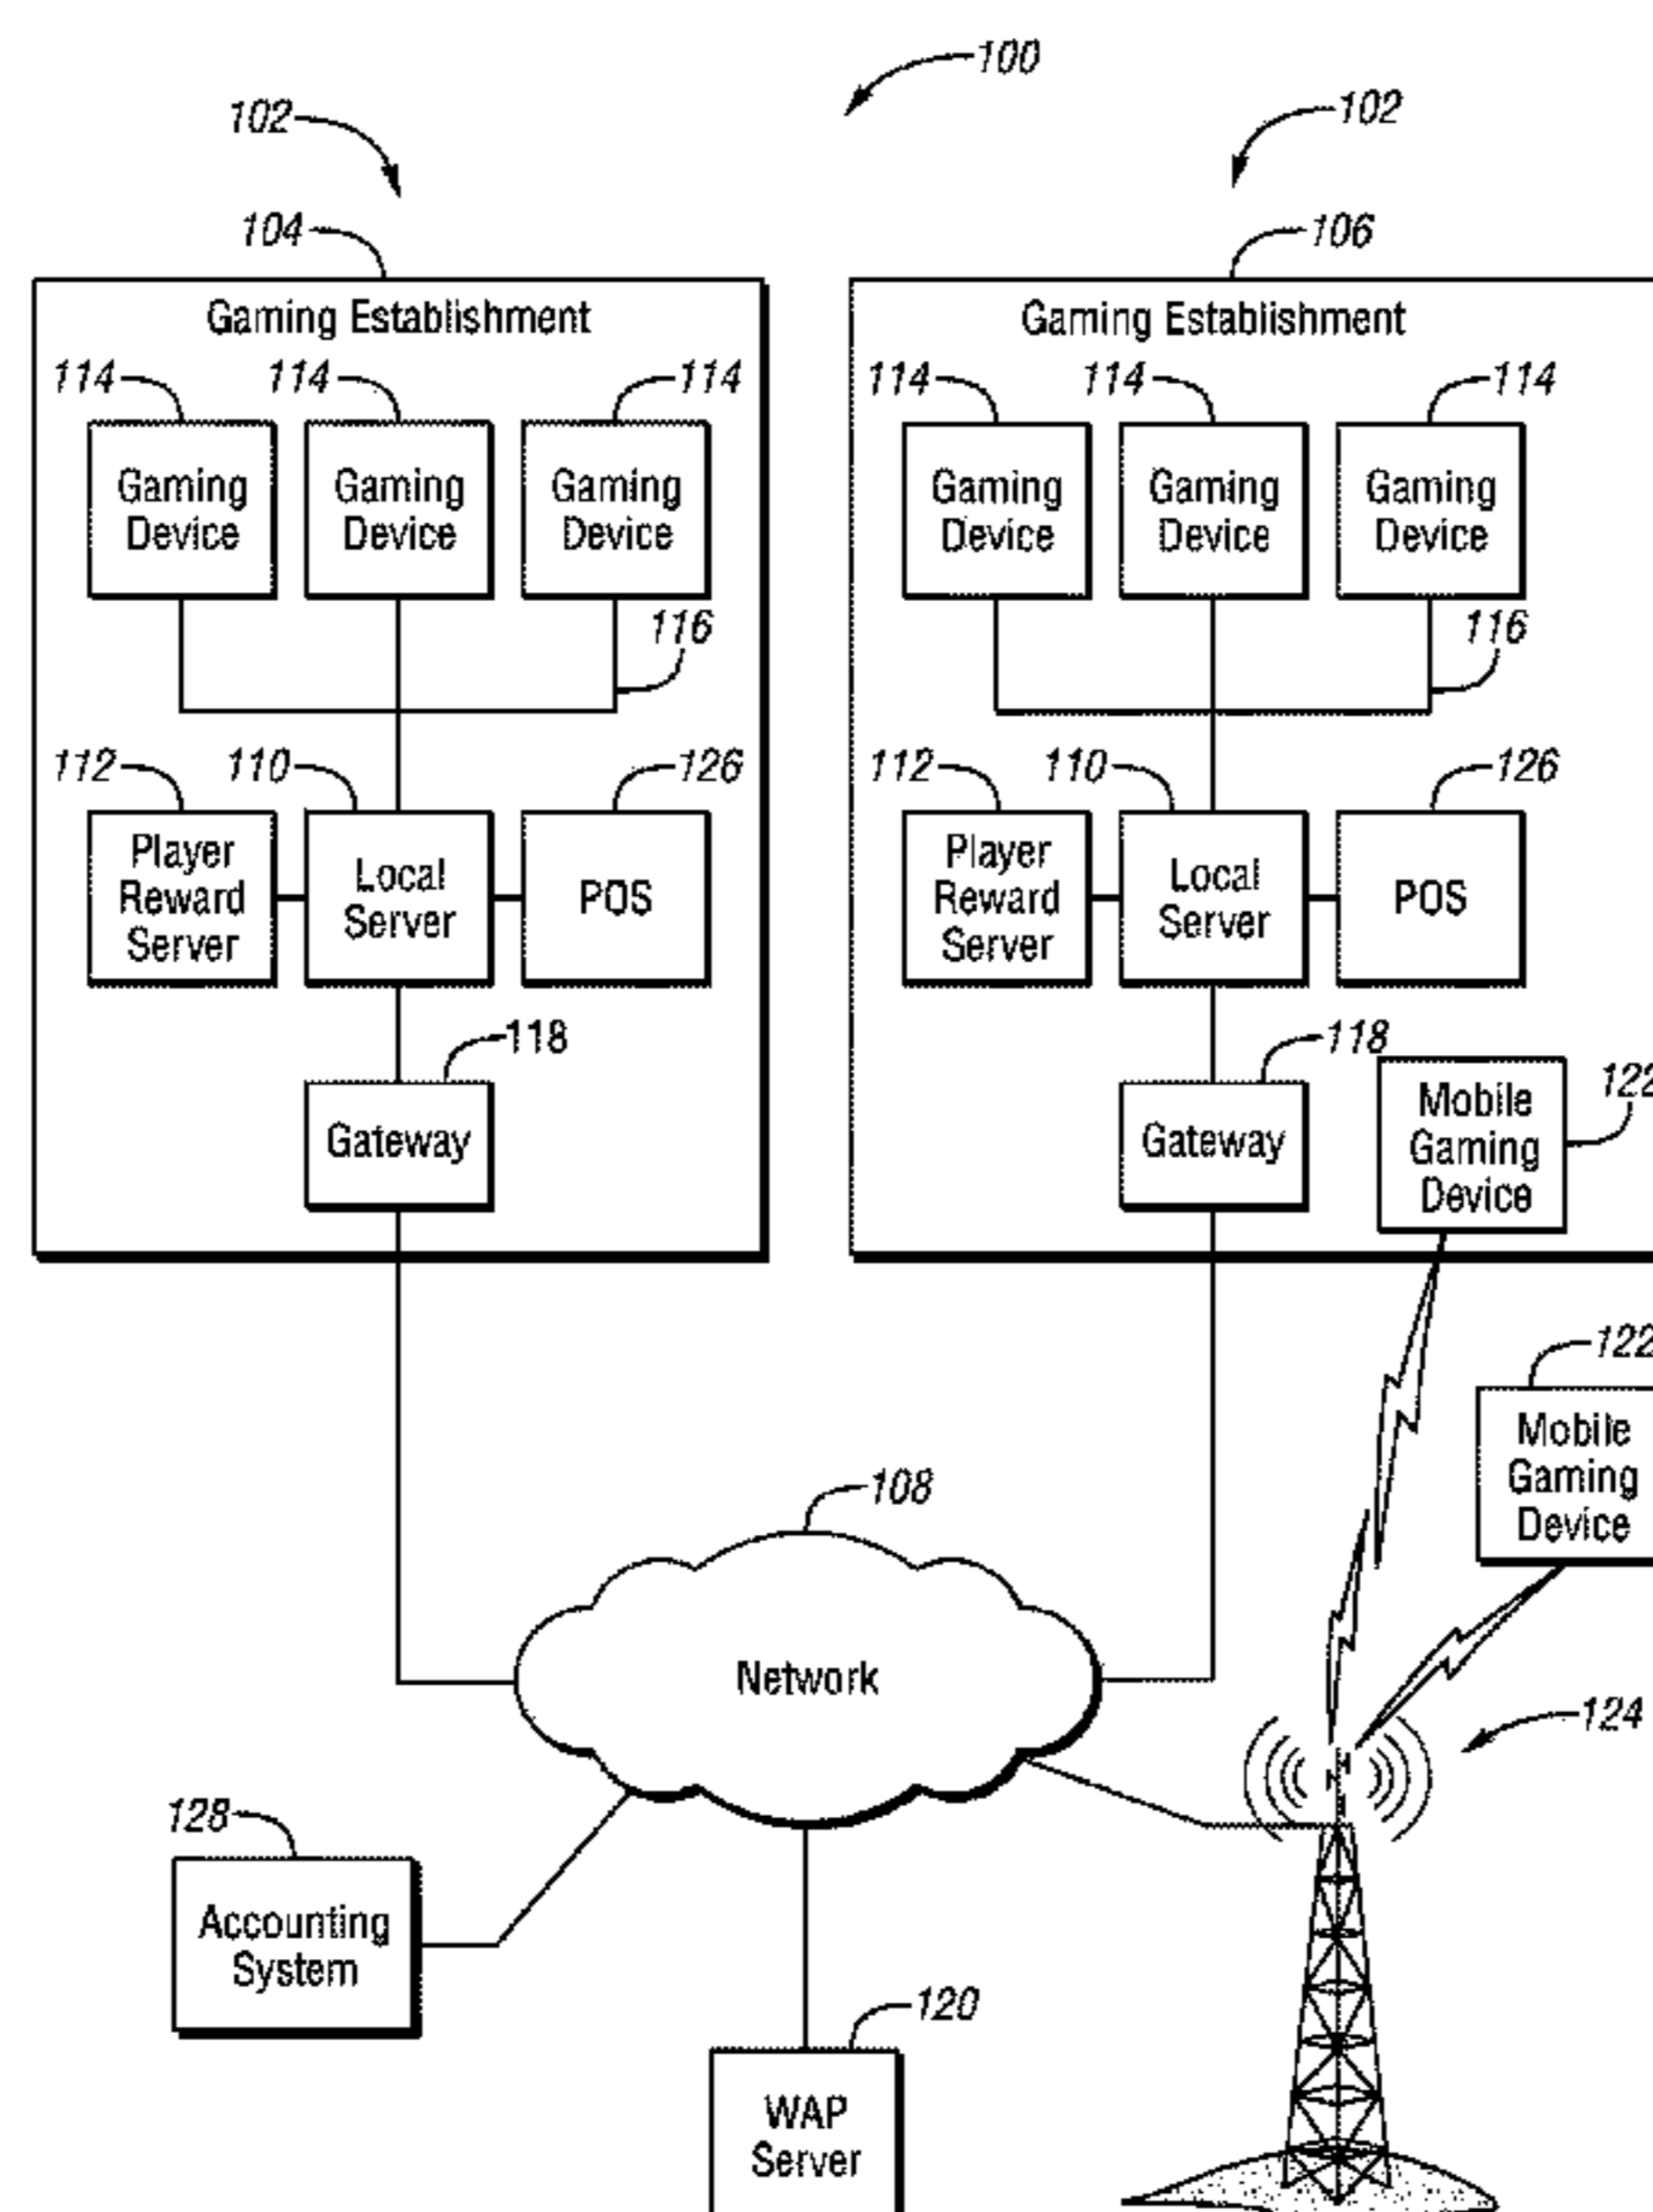 100
102
102
104
106
Gaming Establishment
Gaming Establishment
114
114
114
114
114
114
Gaming
Device
Gaming
Device
Gaming
Device
Gaming
Device
Gaming
Device
Gaming
Device
116
116
112
110
126
112
110
126
Player
Reward
Server
Local
Server
POS
Player
Reward
Server
Local
Server
POS
118
118
Gateway
Gateway
Mobile
Gaming
Device
122
122
Mobile
Gaming
Device
108
Network
124
128
Accounting
System
120
WAP
Server